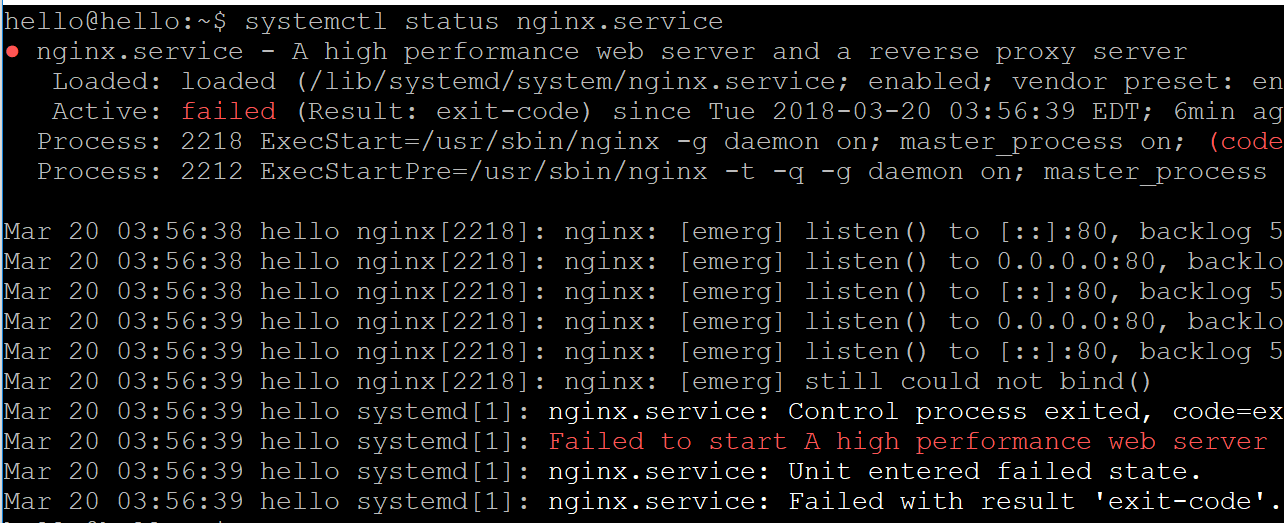 hello@hello:~$ systemctl status nginx.service
● nginx.service - A high performance web server and a reverse proxy server
Loaded: loaded (/lib/systemd/system/nginx.service; enabled; vendor preset: en
Active: failed (Result: exit-code) since Tue 2018-03-20 03:56:39 EDT; 6min ag
Process: 2218 ExecStart=/usr/sbin/nginx -g daemon on; master_process on; (code
Process: 2212 ExecStartPre=/usr/sbin/nginx -t -q -g daemon on; master_process
Mar 20 03:56:38 hello nginx[2218]: nginx: [emerg] listen() to [::]:80, backlog 5
Mar 20 03:56:38 hello nginx[2218]: nginx: [emerg] listen() to 0.0.0.0:80, backlo
Mar 20 03:56:38 hello nginx[2218]: nginx: [emerg] listen() to [::]:80, backlog 5
Mar 20 03:56:39 hello nginx[2218]: nginx: [emerg] listen() to 0.0.0.0:80, backlo
Mar 20 03:56:39 hello nginx[2218]: nginx: [emerg] listen() to [::]:80, backlog 5
Mar 20 03:56:39 hello nginx[2218]: nginx: [emerg] still could not bind()
Mar 20 03:56:39 hello systemd[1]: nginx.service: Control process exited, code=ex
Mar 20 03:56:39 hello systemd[1]: Failed to start A high performance web server
Mar 20 03:56:39 hello systemd[1]: nginx.service: Unit entered failed state.
Mar 20 03:56:39 hello systemd[1]: nginx.service: Failed with result 'exit-code'.